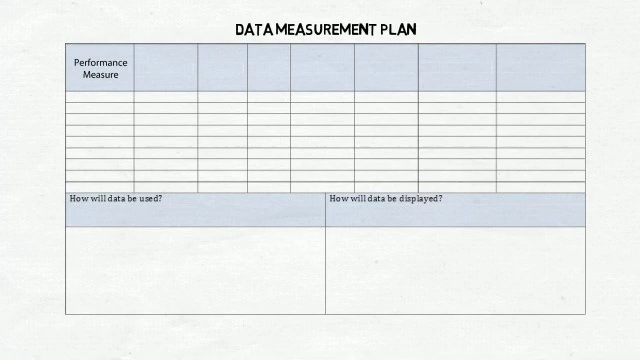 DATA MEASUREMENT PLAN
Performance
Measure
How will data be used?
How will data be displayed?